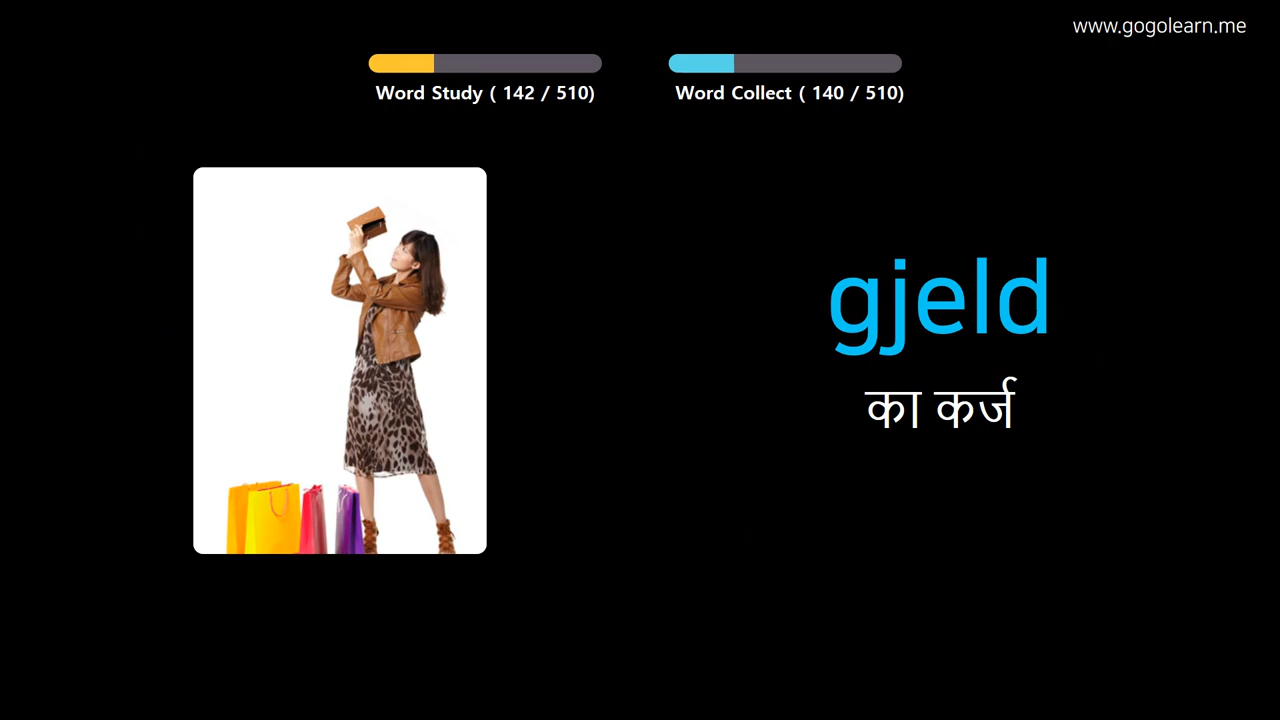 www.gogolearn.me
Word Study ( 142 / 510)
Word Collect ( 140 / 510)
gjeld
का कर्ज